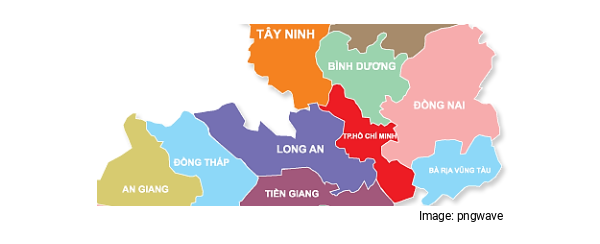 TÂY NINH
BÌNH DƯƠNG
ĐỒNG NAI
TP.HỒ CHÍ MINH
LONG AN
ĐỒNG THÁP
BÀ RỊA VŨNG TÀU
AN GIANG
TIỀN GIANG
Image: pngwave